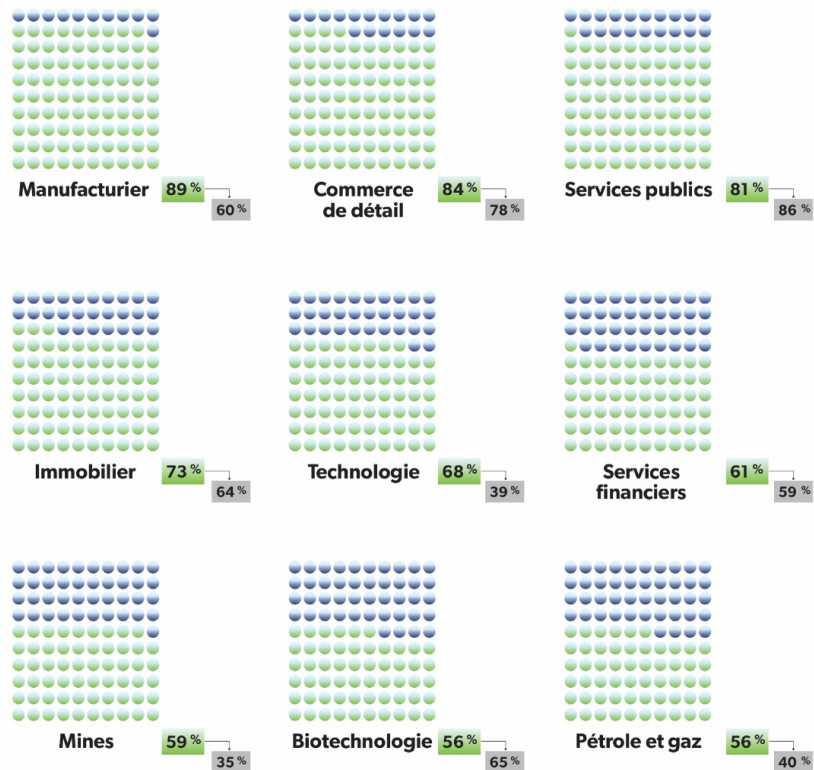 Manufacturier 89 %
60 %
Commerce
de détail
84 %
78 %
Services publics 81 %
86 %
Immobilier 73 %
64 %
Technologie 68 %
39 %
Services
financiers
61 %
59 %
Mines 59 %
35 %
Biotechnologie 56 %
65 %
Pétrole et gaz 56 %
40 %